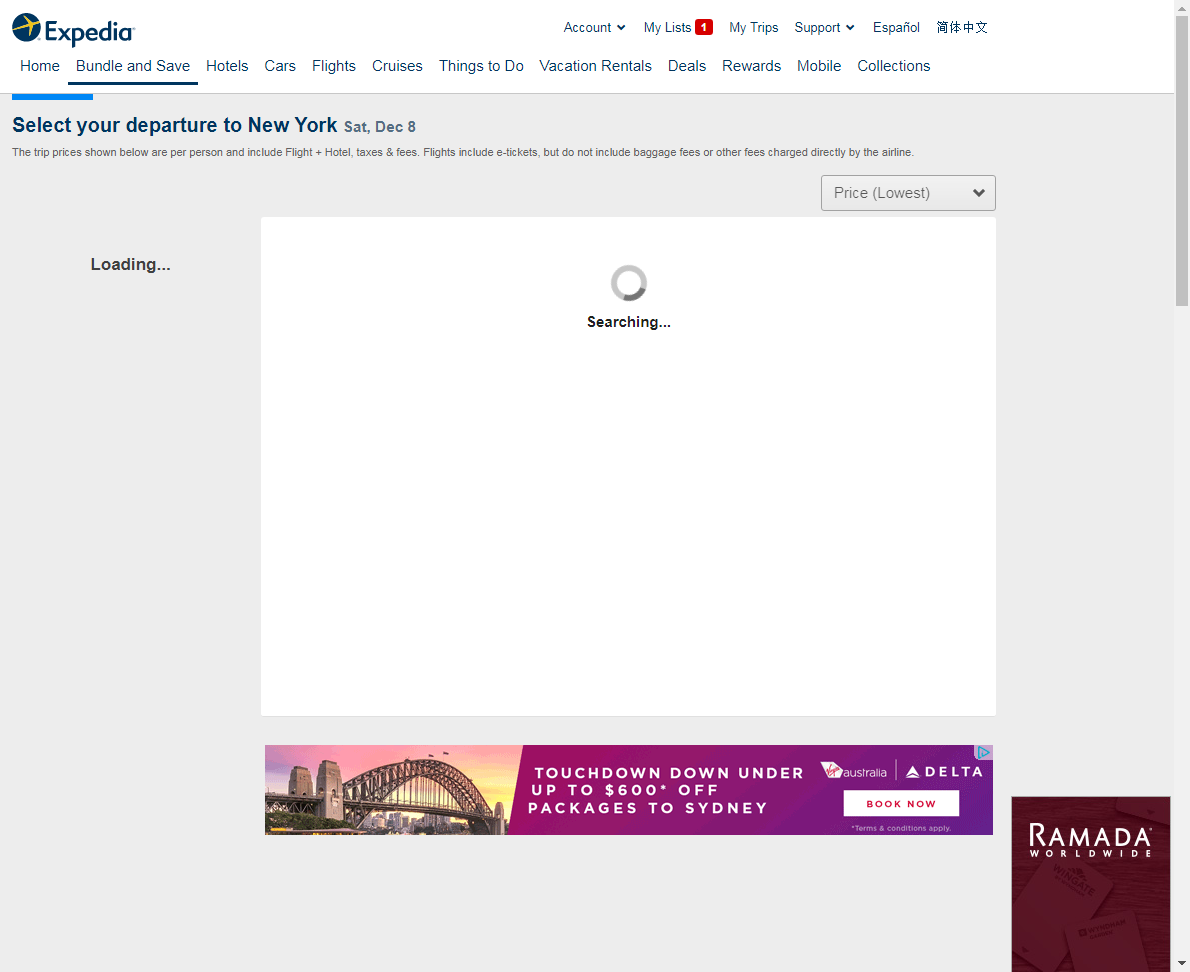 Expedia
Account My Lists 1 My Trips Support Español 简体中文
Home Bundle and Save Hotels Cars Flights Cruises Things to Do Vacation Rentals Deals Rewards Mobile Collections
Select your departure to New York Sat, Dec 8
The trip prices shown below are per person and include Flight + Hotel, taxes & fees. Flights include e-tickets, but do not include baggage fees or other fees charged directly by the airline.
Price (Lowest)
Loading...
Searching...
TOUCHDOWN DOWN UNDER
UP TO $600* OFF
PACKAGES TO SYDNEY
Virgin australia DELTA
BOOK NOW
*Terms & conditions apply.
RAMADA
WORLDWIDE
WINGATE
WYNDHAM